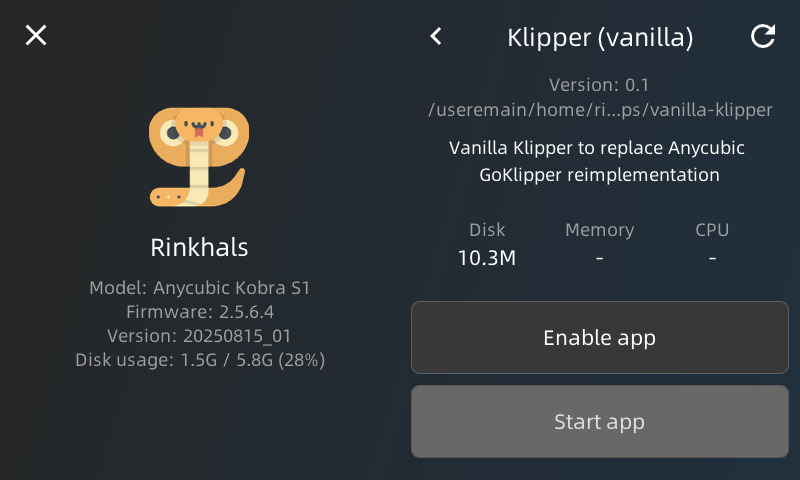 Rinkhals
Model: Anycubic Kobra S1
Firmware: 2.5.6.4
Version: 20250815_01
Disk usage: 1.5G / 5.8G (28%)
Klipper (vanilla)
Version: 0.1
/useremain/home/ri...ps/vanilla-klipper
Vanilla Klipper to replace Anycubic
GoKlipper reimplementation
Disk Memory CPU
10.3M - -
Enable app
Start app